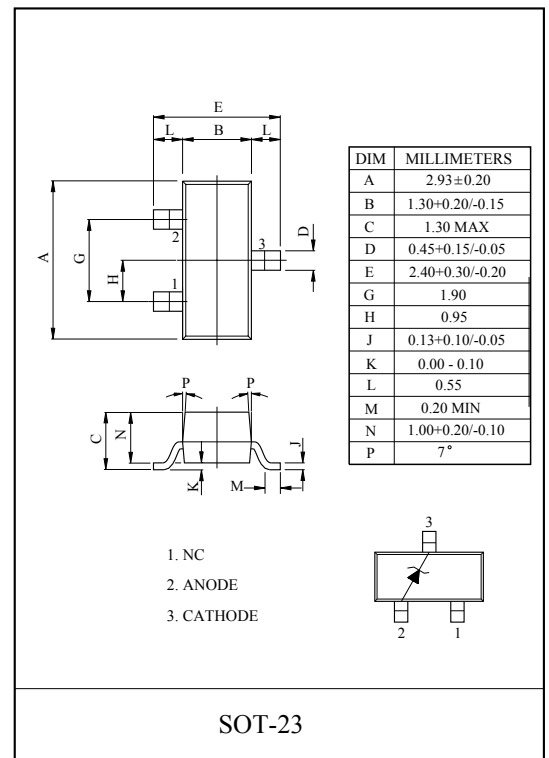 E
L B L
A
G
H
D
2
3
1
DIM MILLIMETERS
A 2.93±0.20
B 1.30+0.20/-0.15
C 1.30 MAX
D 0.45+0.15/-0.05
E 2.40+0.30/-0.20
G 1.90
H 0.95
J 0.13+0.10/-0.05
K 0.00 - 0.10
L 0.55
M 0.20 MIN
N 1.00+0.20/-0.10
P 7°
P P
C
N
K
M
J
1. NC
2. ANODE
3. CATHODE
3
2 1
SOT-23